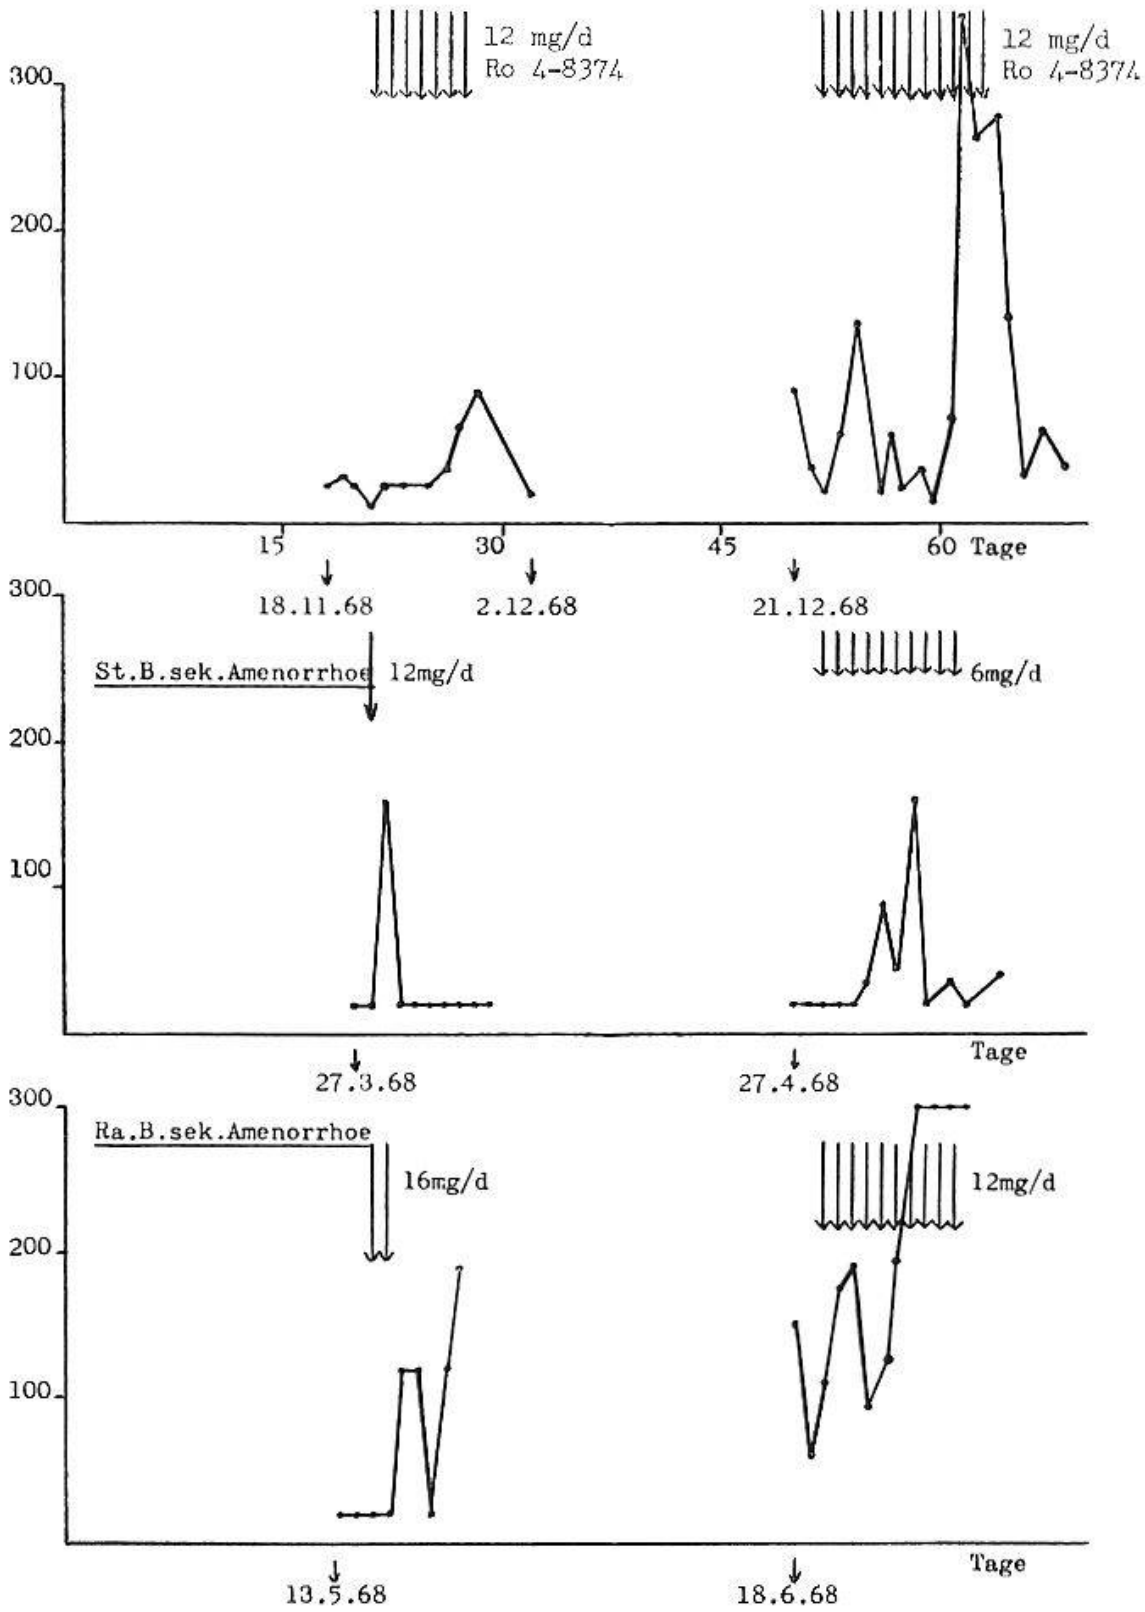 12 mg/d
Ro 4-8374
12 mg/d
Ro 4-8374
300
200
100
15
30
45
60 Tage
18.11.68
2.12.68
21.12.68
300
St.B.sek.Amenorrhoe
12mg/d
6mg/d
200
100
Tage
27.3.68
27.4.68
300
Ra.B.sek.Amenorrhoe
16mg/d
12mg/d
200
100
Tage
13.5.68
18.6.68